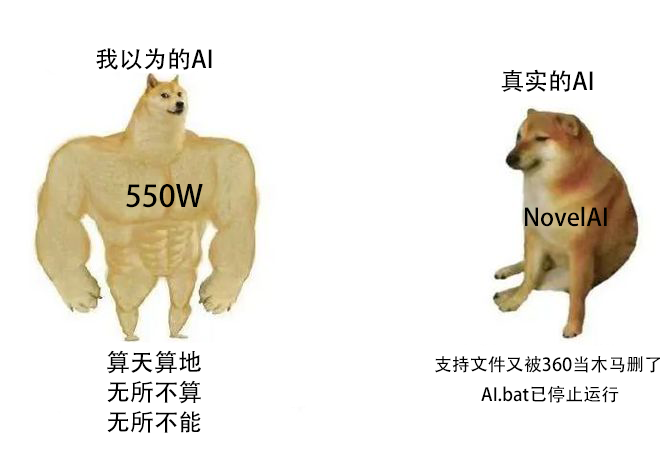 我以为的AI
550W
算天算地
无所不算
无所不能
真实的AI
NovelAI
支持文件又被360当木马删了
AI.bat已停止运行